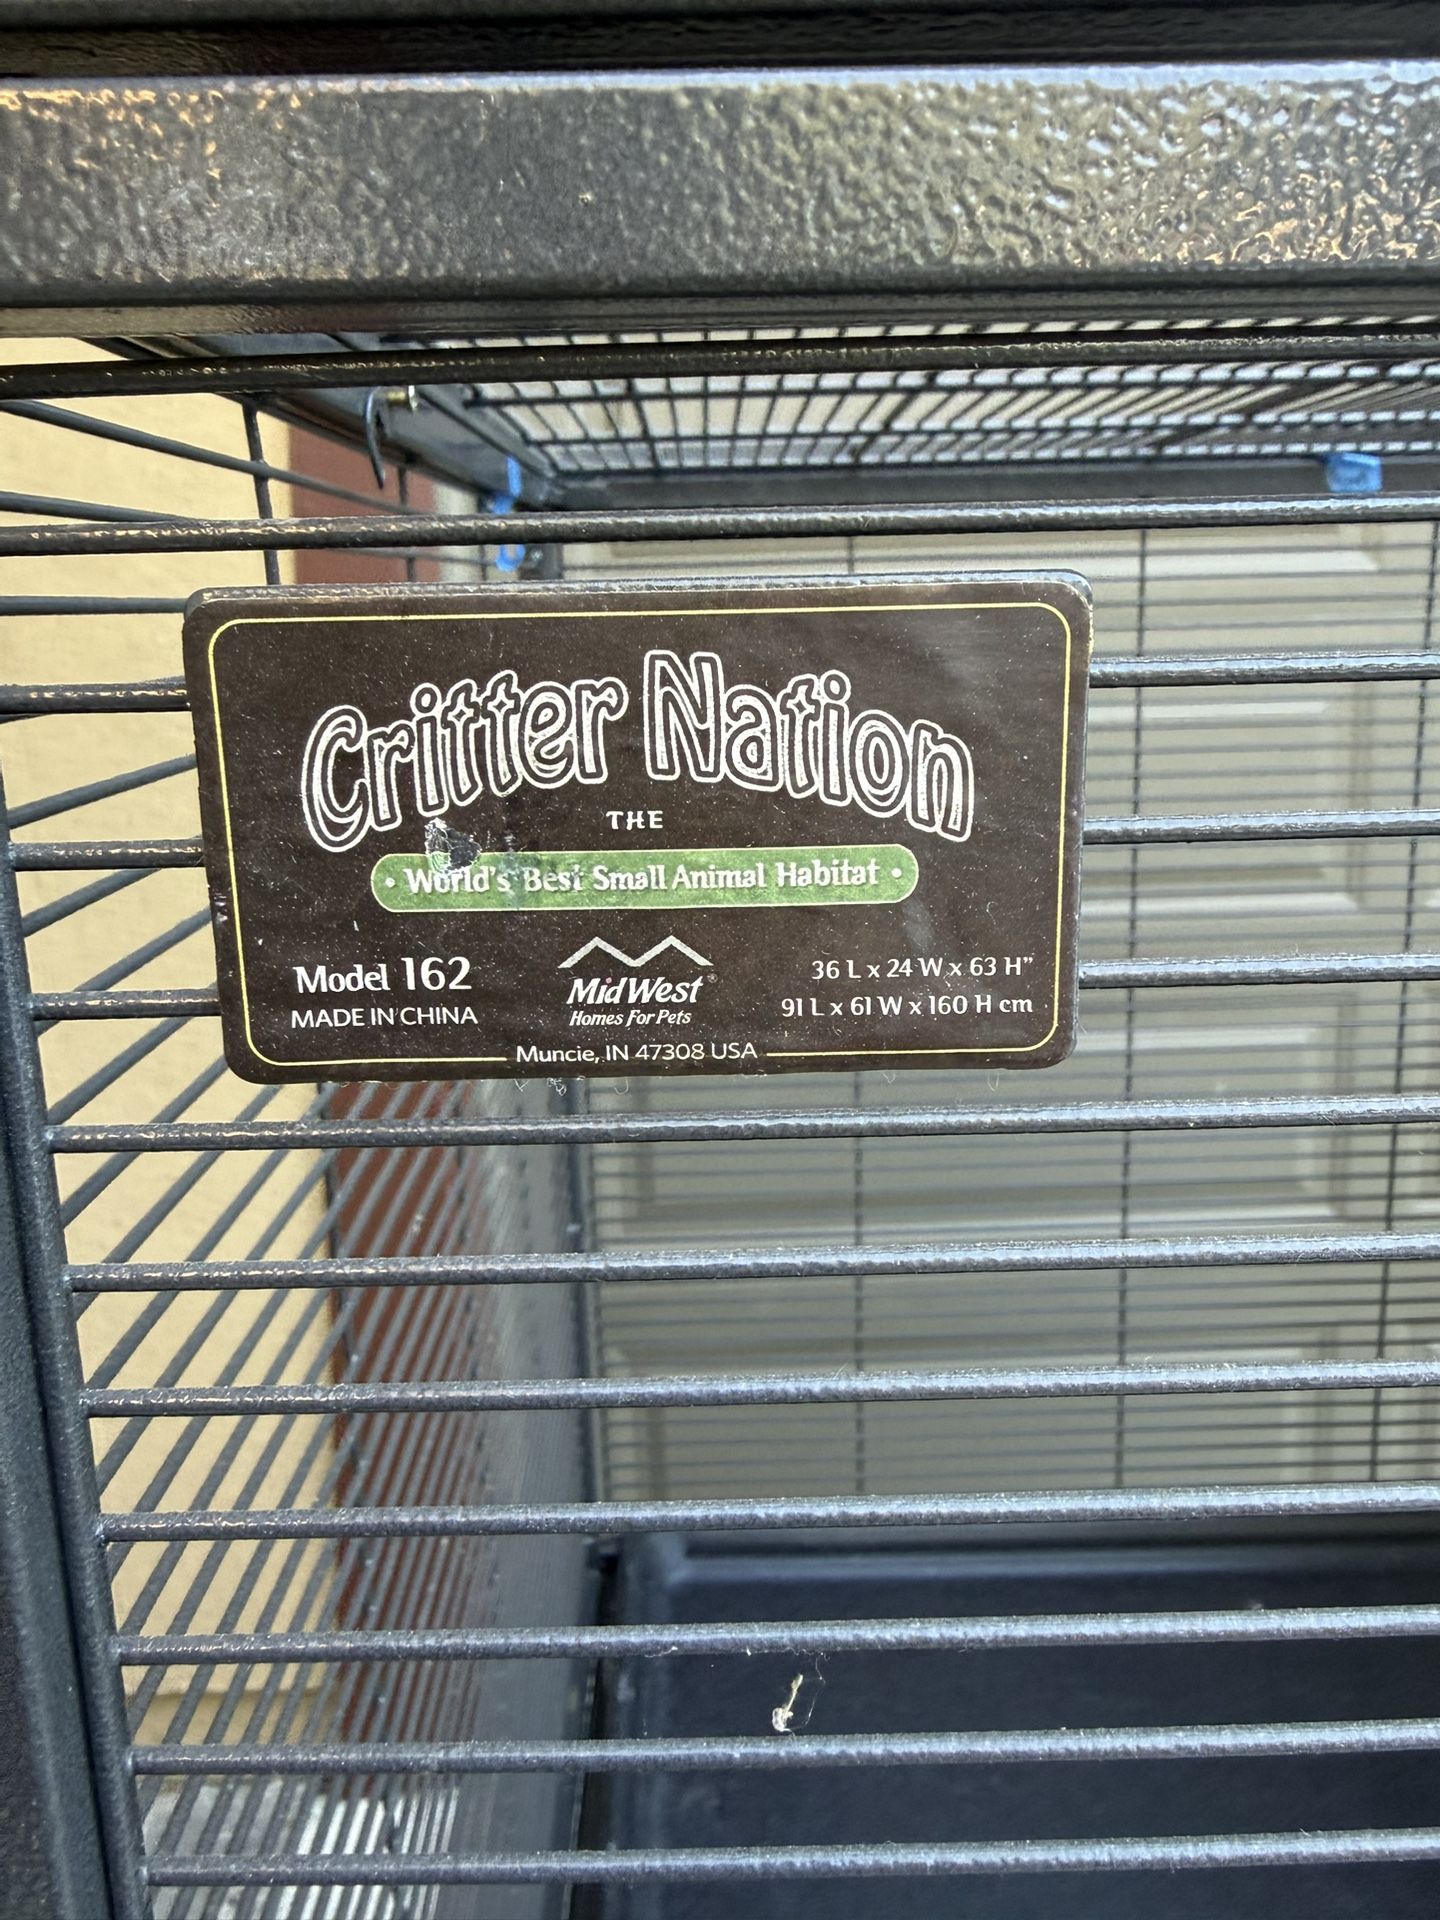 Critter Nation
THE
• World's Best Small Animal Habitat •
Model 162
MADE IN CHINA
MidWest®
Homes For Pets
36 L x 24 W x 63 H”
91 L x 61 W x 160 H cm
Muncie, IN 47308 USA